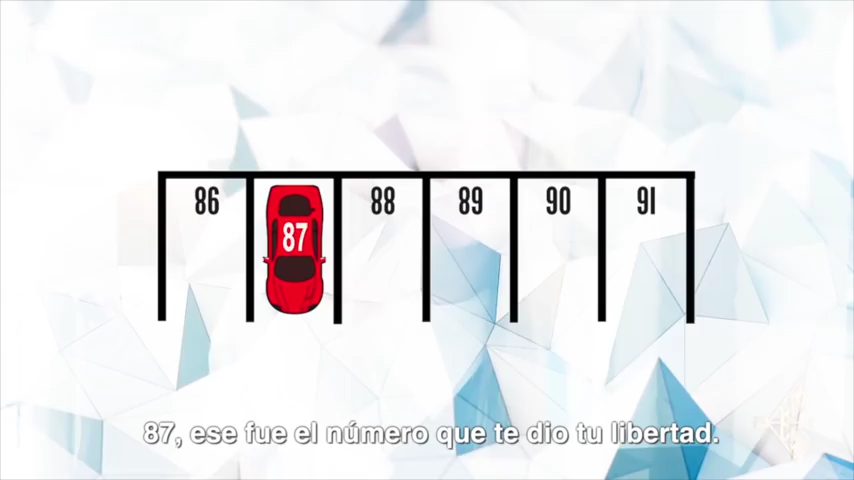 86 87 88 89 90 91
87, ese fue el número que te dio tu libertad.